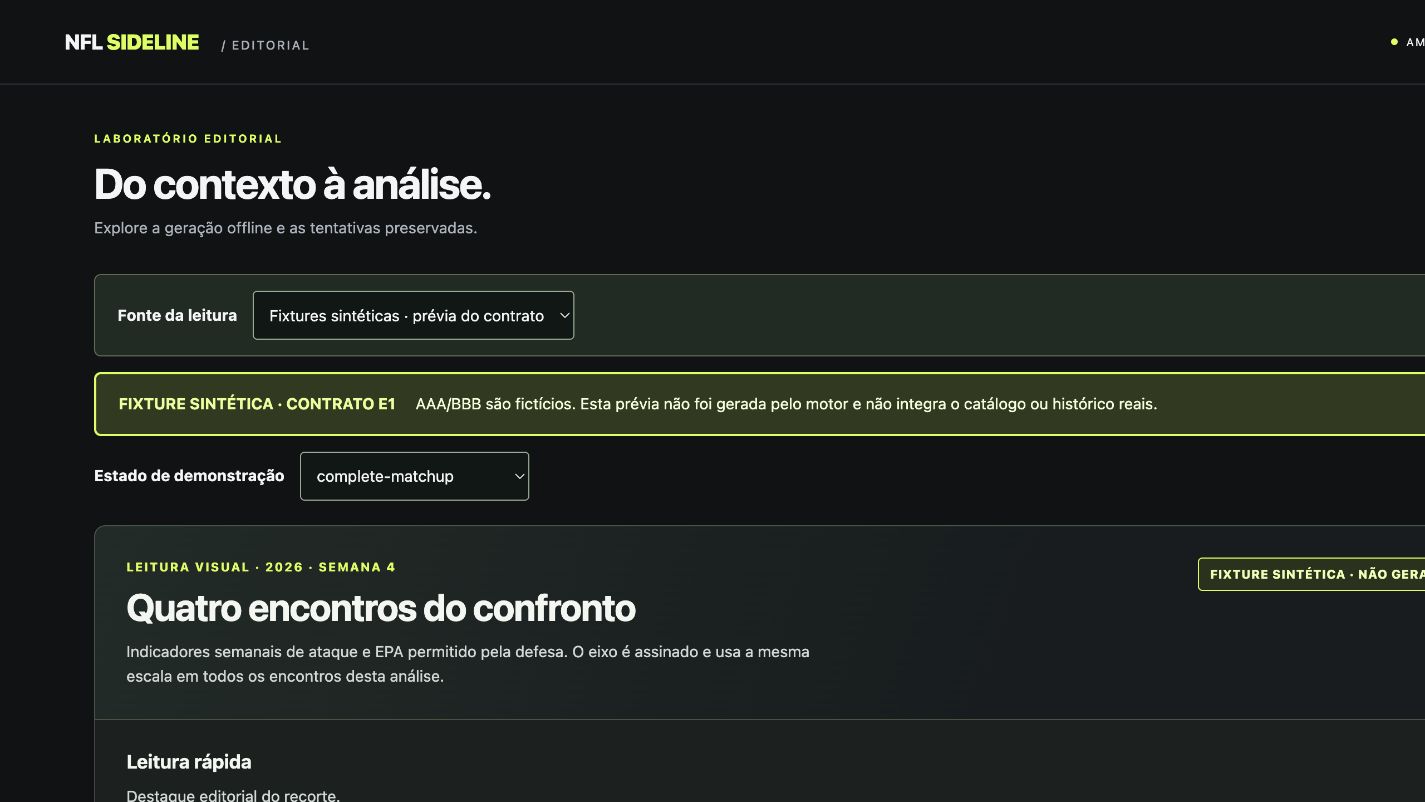 NFL SIDELINE / EDITORIAL
AM
LABORATÓRIO EDITORIAL
Do contexto à análise.
Explore a geração offline e as tentativas preservadas.
Fonte da leitura Fixtures sintéticas · prévia do contrato
FIXTURE SINTÉTICA · CONTRATO E1 AAA/BBB são fictícios. Esta prévia não foi gerada pelo motor e não integra o catálogo ou histórico reais.
Estado de demonstração complete-matchup
LEITURA VISUAL · 2026 · SEMANA 4
FIXTURE SINTÉTICA · NÃO GERA
Quatro encontros do confronto
Indicadores semanais de ataque e EPA permitido pela defesa. O eixo é assinado e usa a mesma
escala em todos os encontros desta análise.
Leitura rápida
Destaque editorial do recorte.